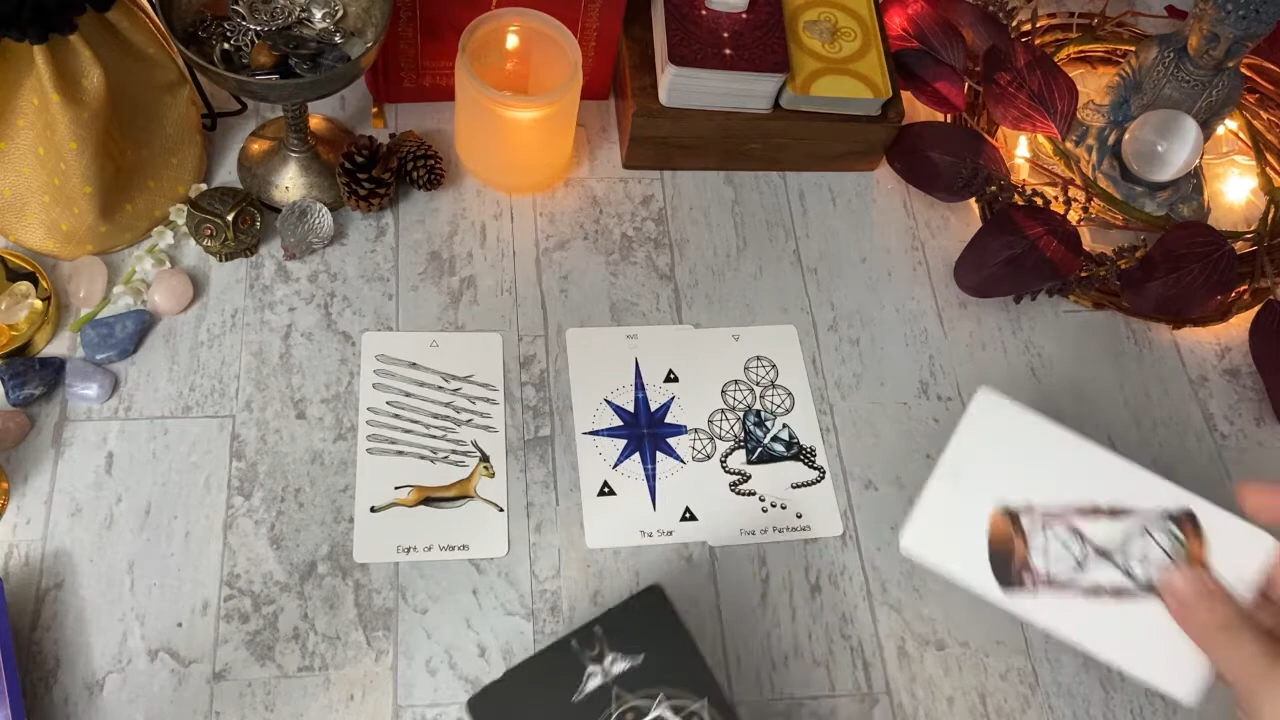 Eight of Wands
XVII
The Star
Five of Pentacles